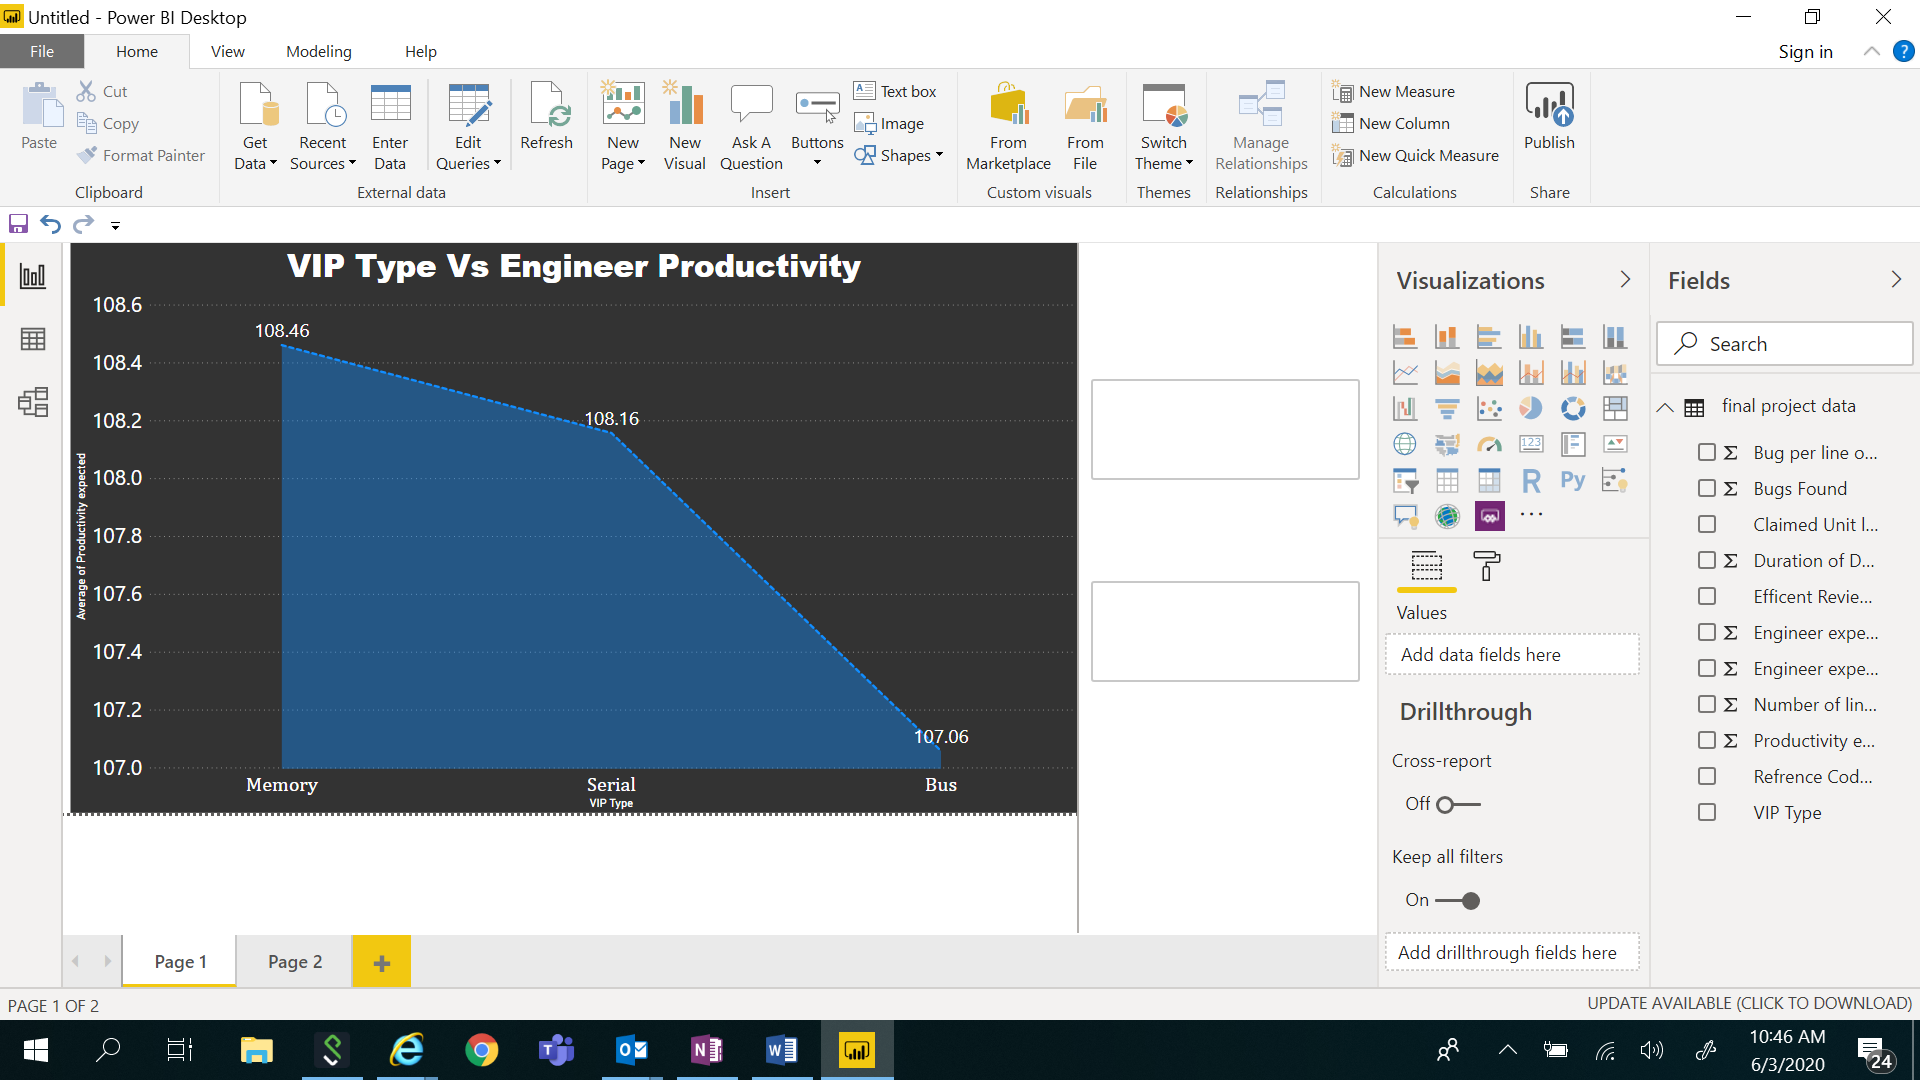 Untitled - Power BI Desktop
File Home View Modeling Help Sign in ?
Paste
Cut
Copy
Format Painter
Clipboard
Get Data
Recent Sources
Enter Data
Edit Queries
Refresh
External data
New Page
New Visual
Ask A Question
Buttons
Text box
Image
Shapes
Insert
From Marketplace
From File
Custom visuals
Switch Theme
Themes
Manage Relationships
Relationships
New Measure
New Column
New Quick Measure
Calculations
Publish
Share
VIP Type Vs Engineer Productivity
Average of Productivity expected
108.6
108.4
108.2
108.0
107.8
107.6
107.4
107.2
107.0
108.46
108.16
107.06
Memory Serial Bus
VIP Type
Visualizations
123
R Py
...
Values
Add data fields here
Drillthrough
Cross-report
Off
Keep all filters
On
Add drillthrough fields here
Fields
Search
final project data
Σ Bug per line o...
Σ Bugs Found
Claimed Unit l...
Σ Duration of D...
Efficent Revie...
Σ Engineer expe...
Σ Engineer expe...
Σ Number of lin...
Σ Productivity e...
Refrence Cod...
VIP Type
Page 1 Page 2 +
PAGE 1 OF 2 UPDATE AVAILABLE (CLICK TO DOWNLOAD)
10:46 AM
6/3/2020
24